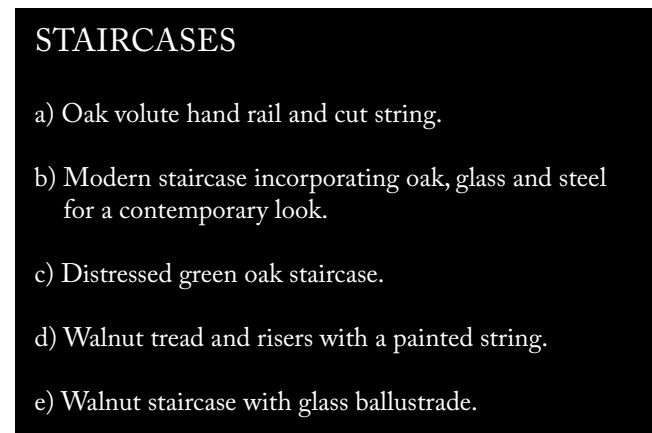 STAIRCASES
a) Oak volute hand rail and cut string.
b) Modern staircase incorporating oak, glass and steel
for a contemporary look.
c) Distressed green oak staircase.
d) Walnut tread and risers with a painted string.
e) Walnut staircase with glass ballustrade.